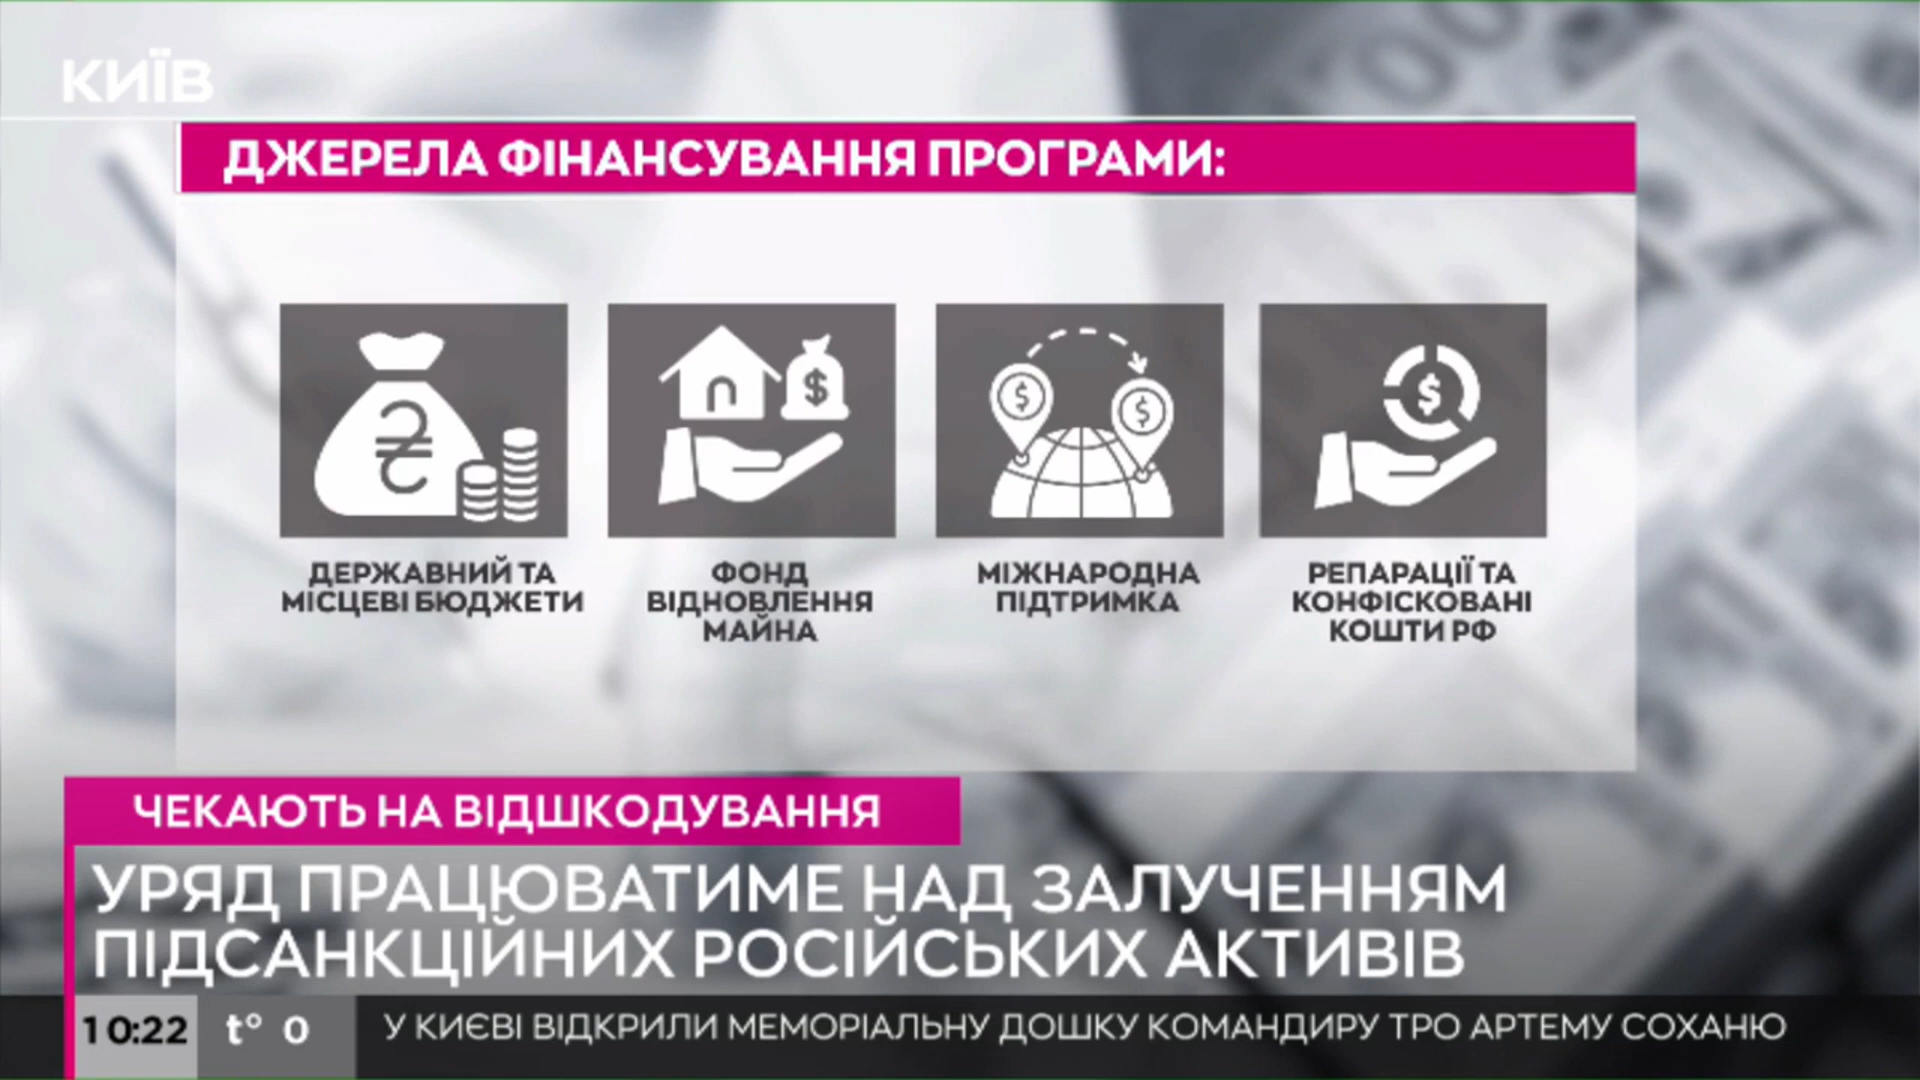 КИЇВ
ДЖЕРЕЛА ФІНАНСУВАННЯ ПРОГРАМИ:
ДЕРЖАВНИЙ ТА
МІСЦЕВІ БЮДЖЕТИ
ФОНД
ВІДНОВЛЕННЯ
МАЙНА
МІЖНАРОДНА
ПІДТРИМКА
РЕПАРАЦІЇ ТА
КОНФІСКОВАНІ
КОШТИ РФ
ЧЕКАЮТЬ НА ВІДШКОДУВАННЯ
УРЯД ПРАЦЮВАТИМЕ НАД ЗАЛУЧЕННЯМ
ПІДСАНКЦІЙНИХ РОСІЙСЬКИХ АКТИВІВ
10:22
t° 0
У КИЄВІ ВІДКРИЛИ МЕМОРІАЛЬНУ ДОШКУ КОМАНДИРУ ТРО АРТЕМУ СОХАНЮ